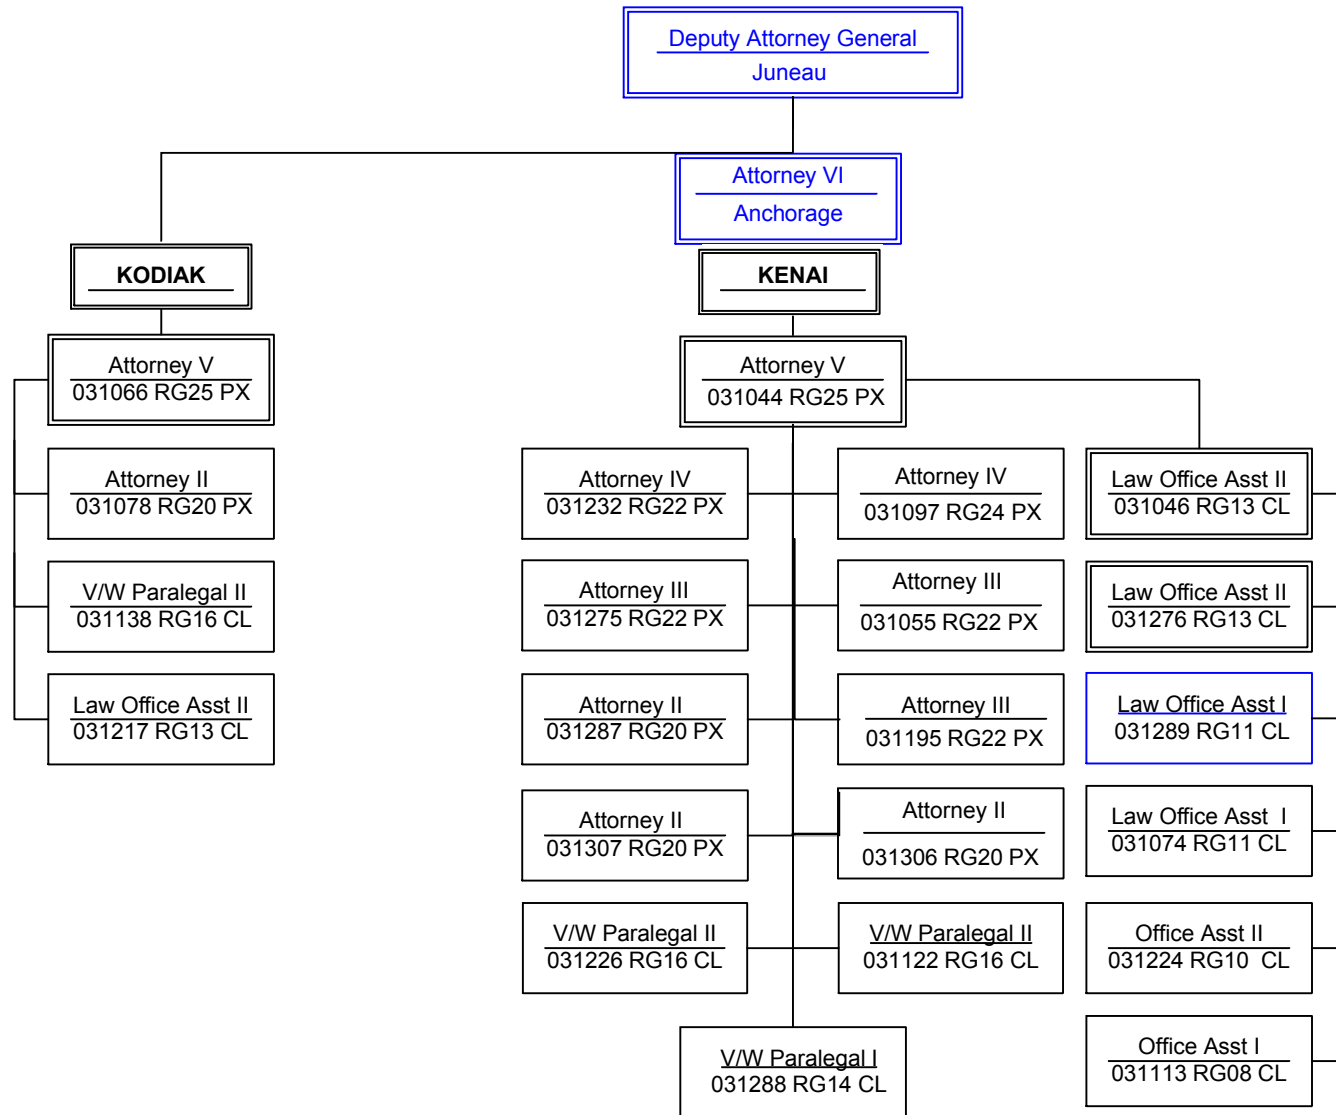 Deputy Attorney General
Juneau
Attorney VI
Anchorage
KODIAK
Attorney V
031066 RG25 PX
Attorney II
031078 RG20 PX
V/W Paralegal II
031138 RG16 CL
Law Office Asst II
031217 RG13 CL
KENAI
Attorney V
031044 RG25 PX
Attorney IV
031232 RG22 PX
Attorney IV
031097 RG24 PX
Attorney III
031275 RG22 PX
Attorney III
031055 RG22 PX
Attorney II
031287 RG20 PX
Attorney III
031195 RG22 PX
Attorney II
031307 RG20 PX
Attorney II
031306 RG20 PX
V/W Paralegal II
031226 RG16 CL
V/W Paralegal II
031122 RG16 CL
V/W Paralegal I
031288 RG14 CL
Law Office Asst II
031046 RG13 CL
Law Office Asst II
031276 RG13 CL
Law Office Asst I
031289 RG11 CL
Law Office Asst  I
031074 RG11 CL
Office Asst II
031224 RG10  CL
Office Asst I
031113 RG08 CL